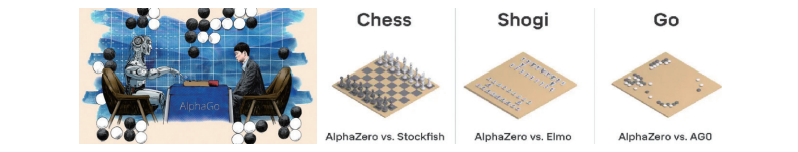 AlphaGo
Chess
Shogi
Go
AlphaZero vs. Stockfish
AlphaZero vs. Elmo
AlphaZero vs. AG0